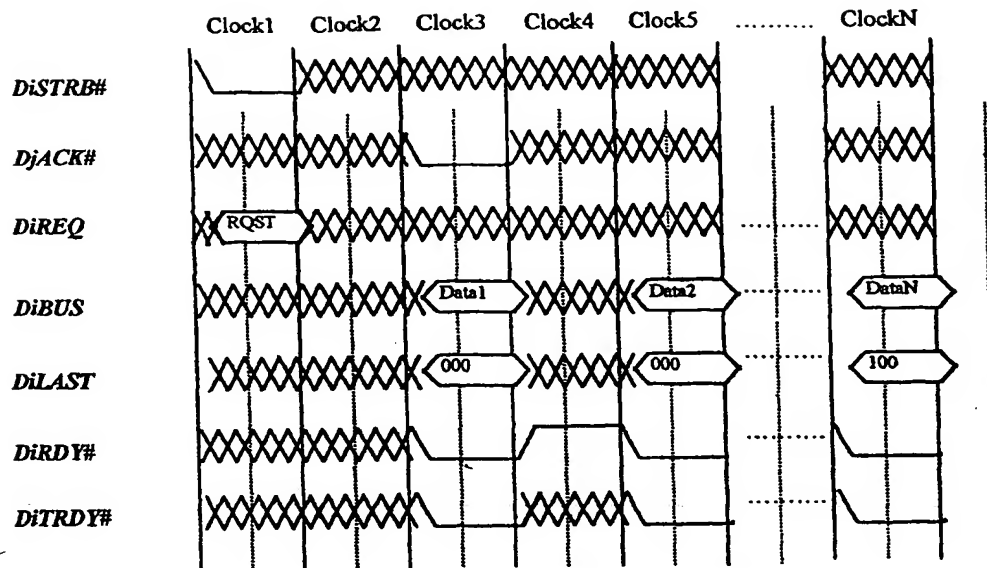 Clock1 Clock2 Clock3 Clock4 Clock5 ......... ClockN
DiSTRB#
DjACK#
DiREQ RQST .........
DiBUS Data1 Data2 ......... DataN
DiLAST 000 000 ......... 100
DiRDY# .........
DiTRDY# .........